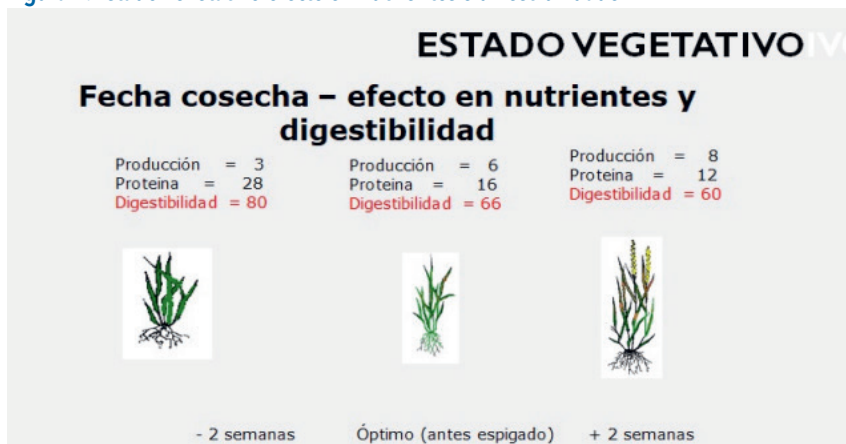 ESTADO VEGETATIVO
Fecha cosecha – efecto en nutrientes y
digestibilidad
Producción = 3
Proteina = 28
Digestibilidad = 80
Producción = 6
Proteina = 16
Digestibilidad = 66
Producción = 8
Proteina = 12
Digestibilidad = 60
- 2 semanas
Óptimo (antes espigado)
+ 2 semanas